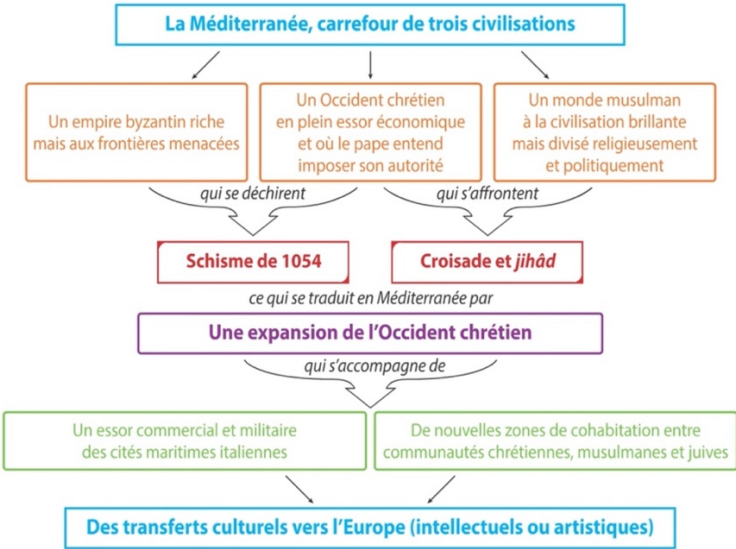 La Méditerranée, carrefour de trois civilisations
Un empire byzantin riche
mais aux frontières menacées
Un Occident chrétien
en plein essor économique
et où le pape entend
imposer son autorité
Un monde musulman
à la civilisation brillante
mais divisé religieusement
et politiquement
qui se déchirent
qui s’affrontent
Schisme de 1054
Croisade et jihâd
ce qui se traduit en Méditerranée par
Une expansion de l’Occident chrétien
qui s’accompagne de
Un essor commercial et militaire
des cités maritimes italiennes
De nouvelles zones de cohabitation entre
communautés chrétiennes, musulmanes et juives
Des transferts culturels vers l’Europe (intellectuels ou artistiques)